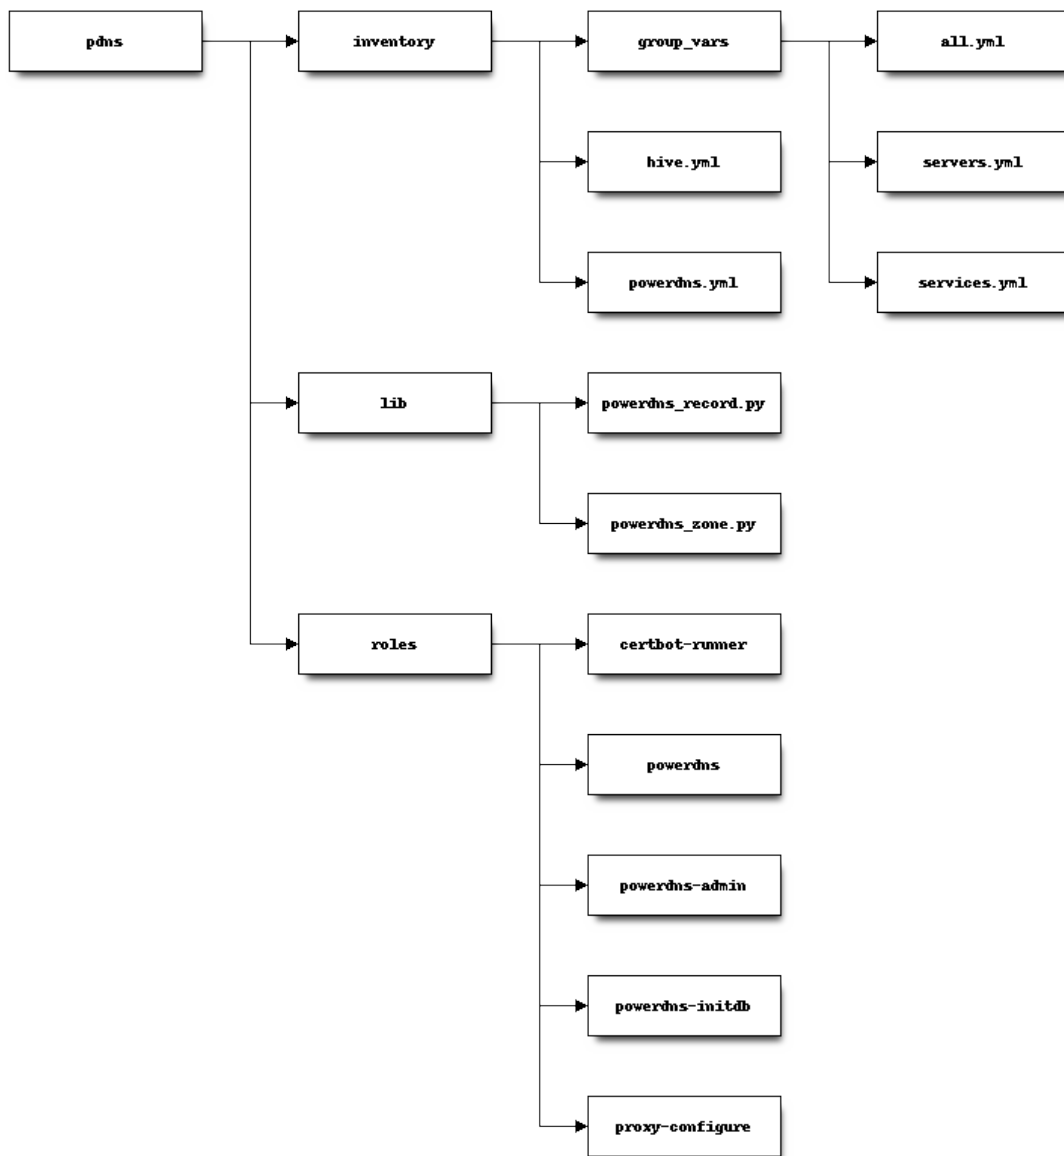 pdns
inventory
group_vars
all.yml
hive.yml
servers.yml
powerdns.yml
services.yml
lib
powerdns_record.py
powerdns_zone.py
roles
certbot-runner
powerdns
powerdns-admin
powerdns-initdb
proxy-configure